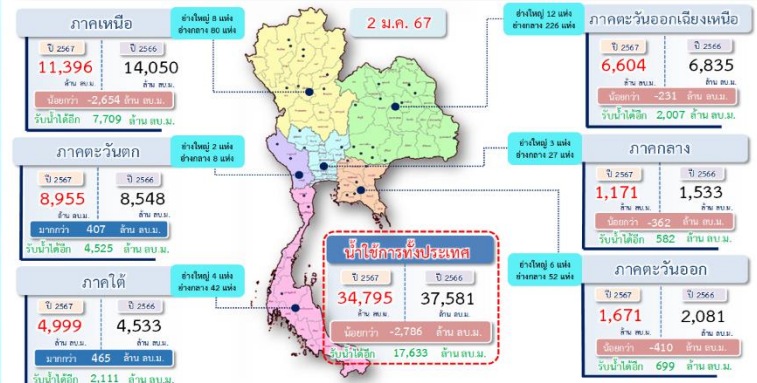 2 ม.ค. 67
ภาคเหนือ
ปี 2567 ปี 2566
11,396 14,050
ล้าน ลบ.ม. ล้าน ลบ.ม.
น้อยกว่า -2,654 ล้าน ลบ.ม.
รับน้ำได้อีก 7,709 ล้าน ลบ.ม.
อ่างใหญ่ 8 แห่ง
อ่างกลาง 80 แห่ง
ภาคตะวันตก
ปี 2567 ปี 2566
8,955 8,548
ล้าน ลบ.ม. ล้าน ลบ.ม.
มากกว่า 407 ล้าน ลบ.ม.
รับน้ำได้อีก 4,525 ล้าน ลบ.ม.
อ่างใหญ่ 2 แห่ง
อ่างกลาง 8 แห่ง
ภาคใต้
ปี 2567 ปี 2566
4,999 4,533
ล้าน ลบ.ม. ล้าน ลบ.ม.
มากกว่า 465 ล้าน ลบ.ม.
รับน้ำได้อีก 2,111 ล้าน ลบ.ม.
อ่างใหญ่ 4 แห่ง
อ่างกลาง 42 แห่ง
น้ำใช้การทั้งประเทศ
ปี 2567 ปี 2566
34,795 37,581
ล้าน ลบ.ม. ล้าน ลบ.ม.
น้อยกว่า -2,786 ล้าน ลบ.ม.
รับน้ำได้อีก 17,633 ล้าน ลบ.ม.
อ่างใหญ่ 12 แห่ง
อ่างกลาง 226 แห่ง
ภาคตะวันออกเฉียงเหนือ
ปี 2567 ปี 2566
6,604 6,835
ล้าน ลบ.ม. ล้าน ลบ.ม.
น้อยกว่า -231 ล้าน ลบ.ม.
รับน้ำได้อีก 2,007 ล้าน ลบ.ม.
อ่างใหญ่ 3 แห่ง
อ่างกลาง 27 แห่ง
ภาคกลาง
ปี 2567 ปี 2566
1,171 1,533
ล้าน ลบ.ม. ล้าน ลบ.ม.
น้อยกว่า -362 ล้าน ลบ.ม.
รับน้ำได้อีก 582 ล้าน ลบ.ม.
อ่างใหญ่ 6 แห่ง
อ่างกลาง 52 แห่ง
ภาคตะวันออก
ปี 2567 ปี 2566
1,671 2,081
ล้าน ลบ.ม. ล้าน ลบ.ม.
น้อยกว่า -410 ล้าน ลบ.ม.
รับน้ำได้อีก 699 ล้าน ลบ.ม.